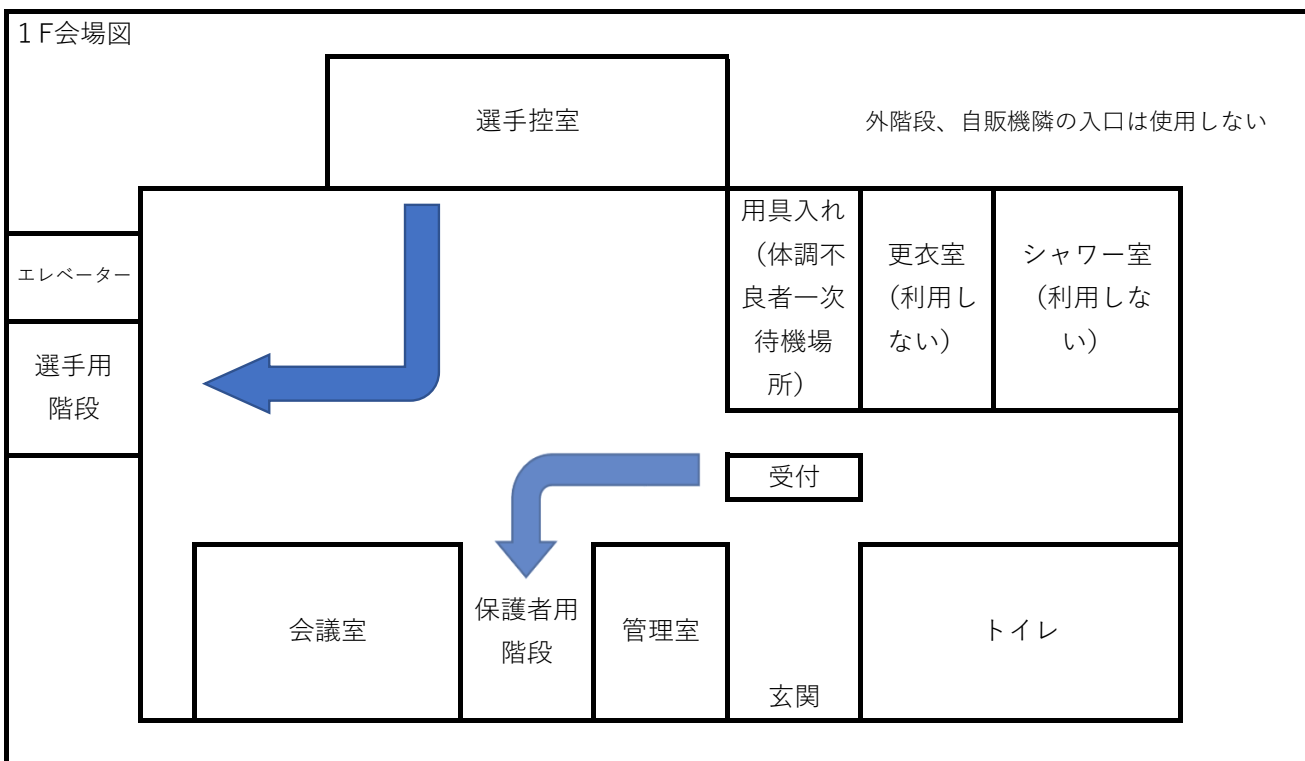 １F会場図
選手控室
外階段、自販機隣の入口は使用しない
用具入れ
（体調不
良者一次
待機場
所）
更衣室
（利用し
ない）
シャワー室
（利用しな
い）
エレベーター
選手用
階段
受付
会議室
保護者用
階段
管理室
トイレ
玄関